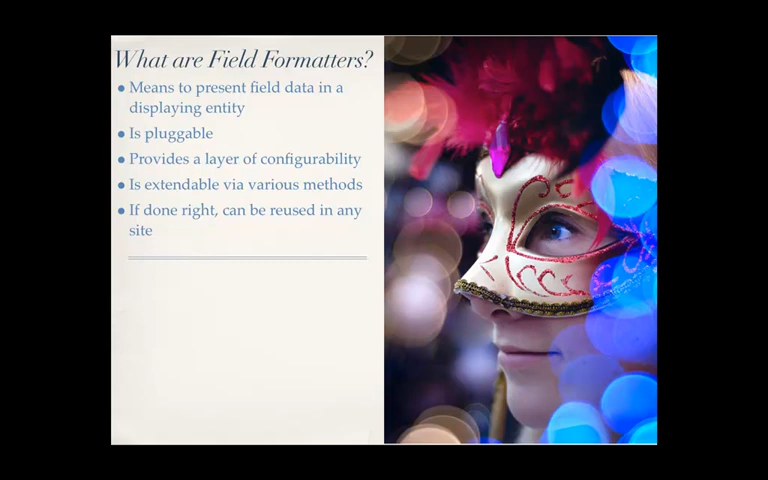 What are Field Formatters?
● Means to present field data in a
displaying entity
● Is pluggable
● Provides a layer of configurability
● Is extendable via various methods
● If done right, can be reused in any
site